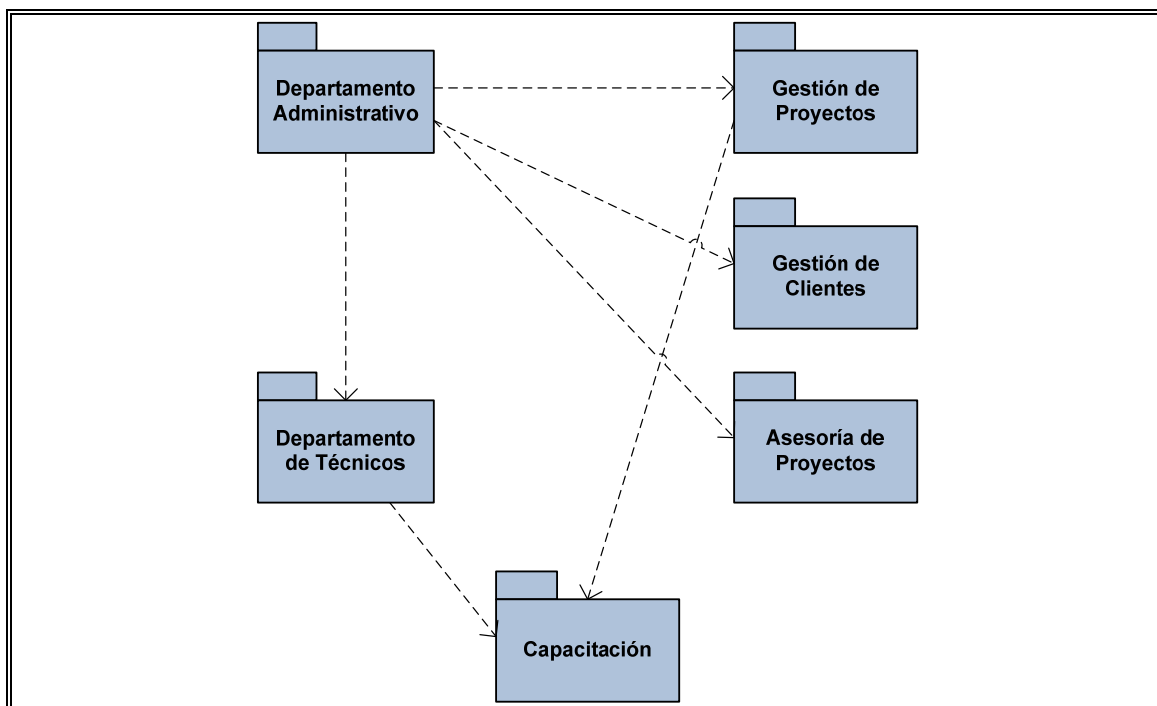 Departamento
Administrativo
Gestión de
Proyectos
Gestión de
Clientes
Departamento
de Técnicos
Asesoría de
Proyectos
Capacitación